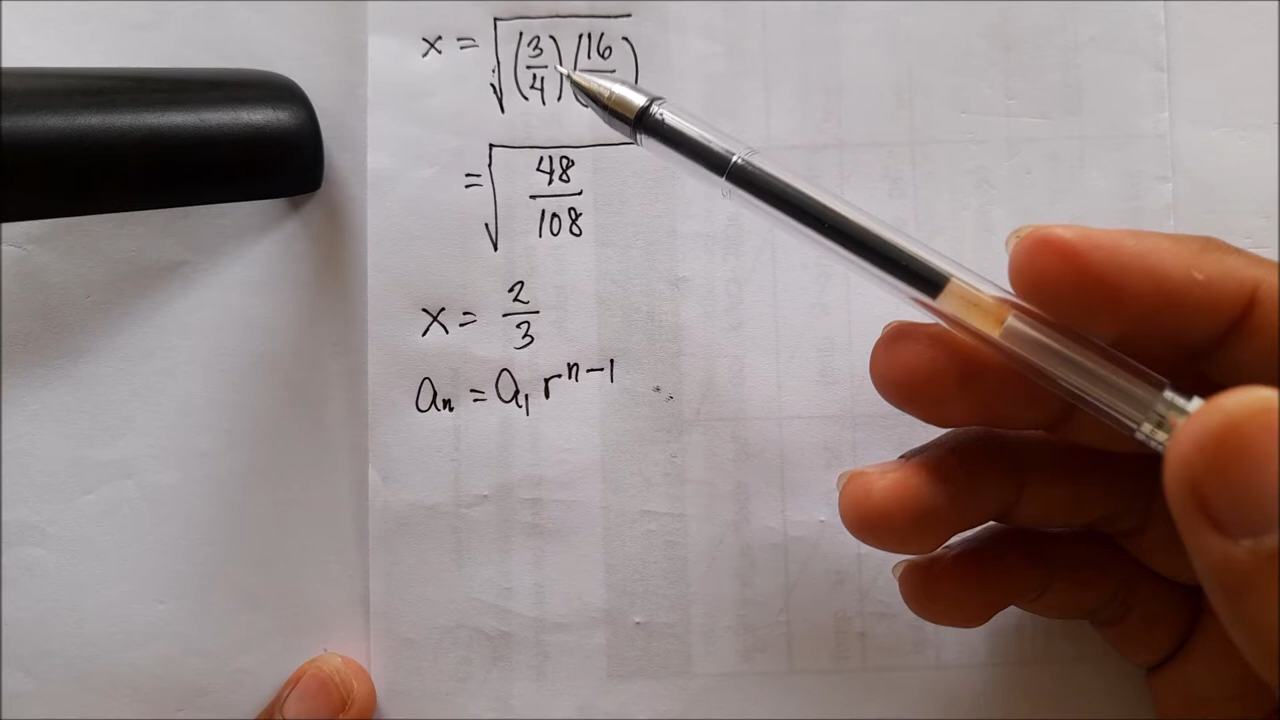 x = √(3/4)(16/ )
= √48/108
x = 2/3
aₙ = a₁ rⁿ⁻¹